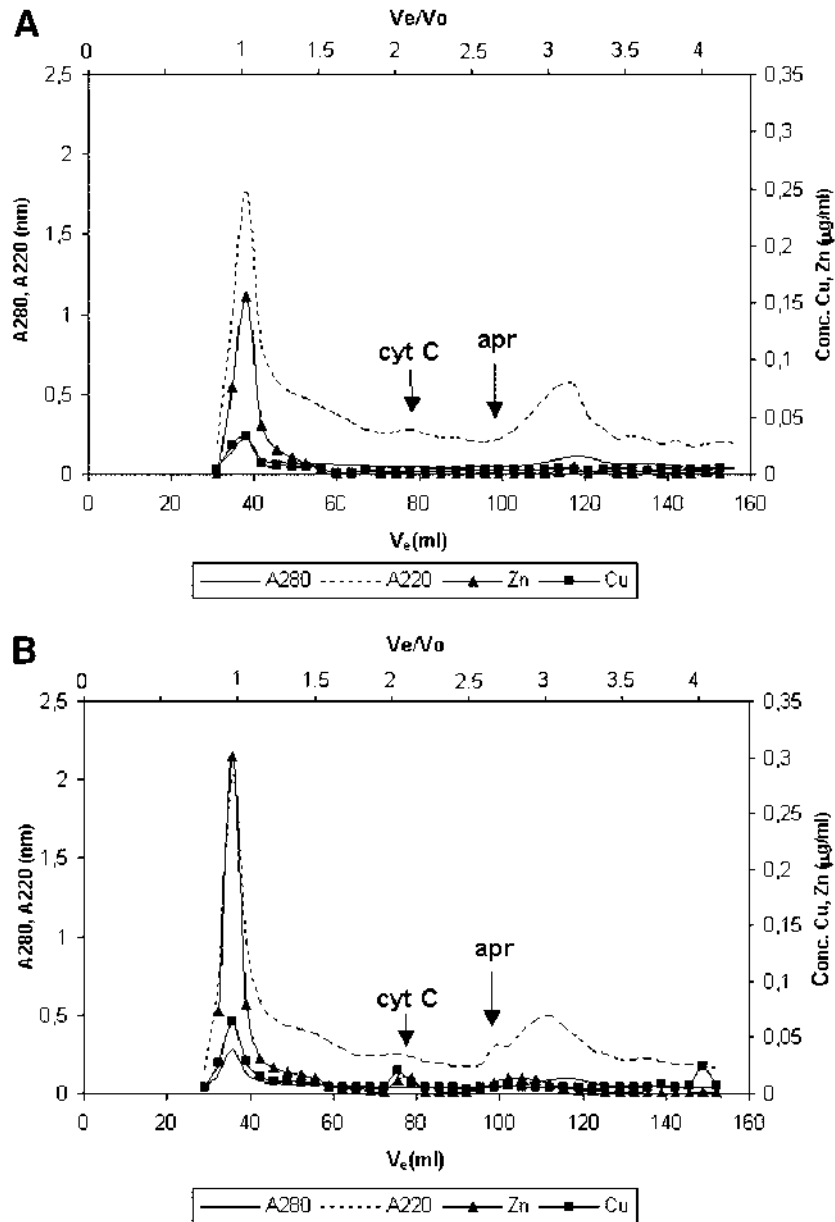 A
Ve/Vo
0 1 1.5 2 2.5 3 3.5 4
2,5 2 1,5 1 0,5 0
A280, A220 (nm)
0,35 0,3 0,25 0,2 0,15 0,1 0,05 0
Conc. Cu, Zn (µg/ml)
cyt C
apr
0 20 40 60 80 100 120 140 160
Ve(ml)
A280 A220 Zn Cu
B
Ve/Vo
0 1 1.5 2 2.5 3 3.5 4
2,5 2 1,5 1 0,5 0
A280, A220 (nm)
0,35 0,3 0,25 0,2 0,15 0,1 0,05 0
Conc. Cu, Zn (µg/ml)
cyt C
apr
0 20 40 60 80 100 120 140 160
Ve(ml)
A280 A220 Zn Cu